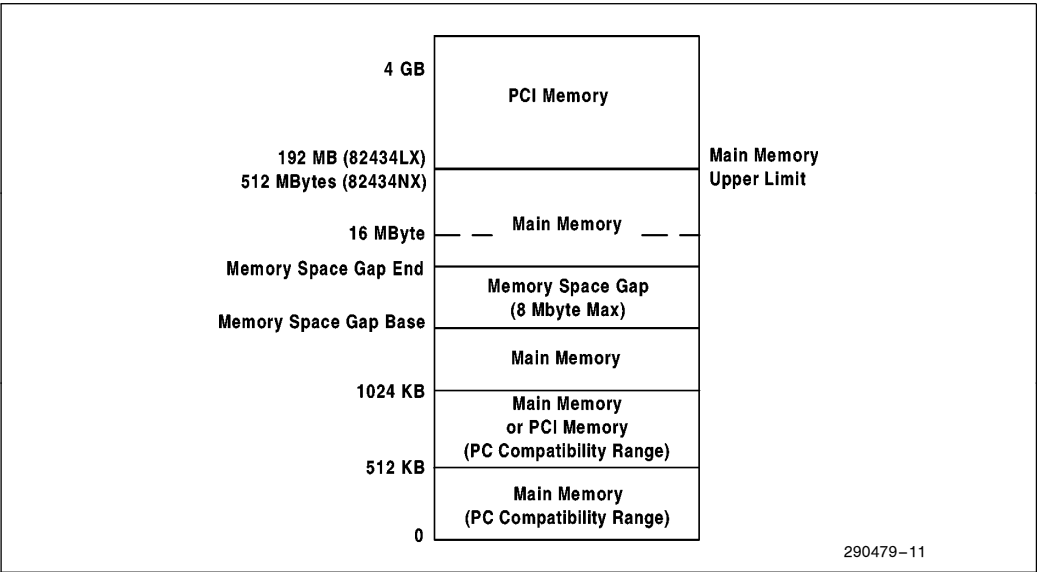 4 GB
PCI Memory
192 MB (82434LX)
512 MBytes (82434NX)
Main Memory
Upper Limit
Main Memory
16 MByte
Memory Space Gap End
Memory Space Gap
(8 Mbyte Max)
Memory Space Gap Base
Main Memory
1024 KB
Main Memory
or PCI Memory
(PC Compatibility Range)
512 KB
Main Memory
(PC Compatibility Range)
0
290479–11